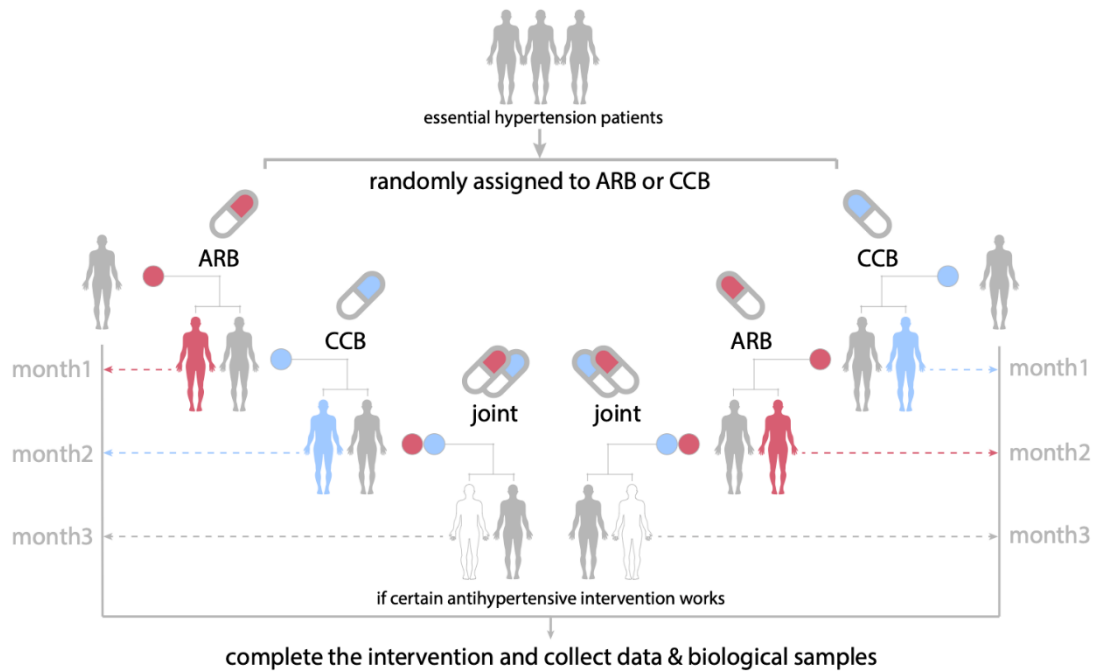 essential hypertension patients
randomly assigned to ARB or CCB
ARB
CCB
CCB
ARB
month1
month1
joint
joint
month2
month2
month3
month3
if certain antihypertensive intervention works
complete the intervention and collect data & biological samples